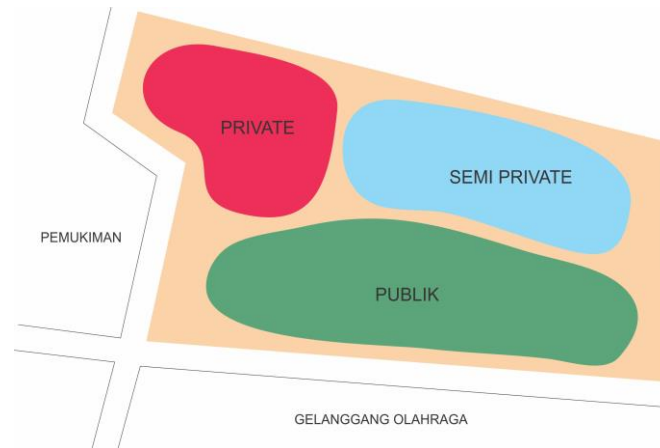 PRIVATE
SEMI PRIVATE
PEMUKIMAN
PUBLIK
GELANGGANG OLAHRAGA